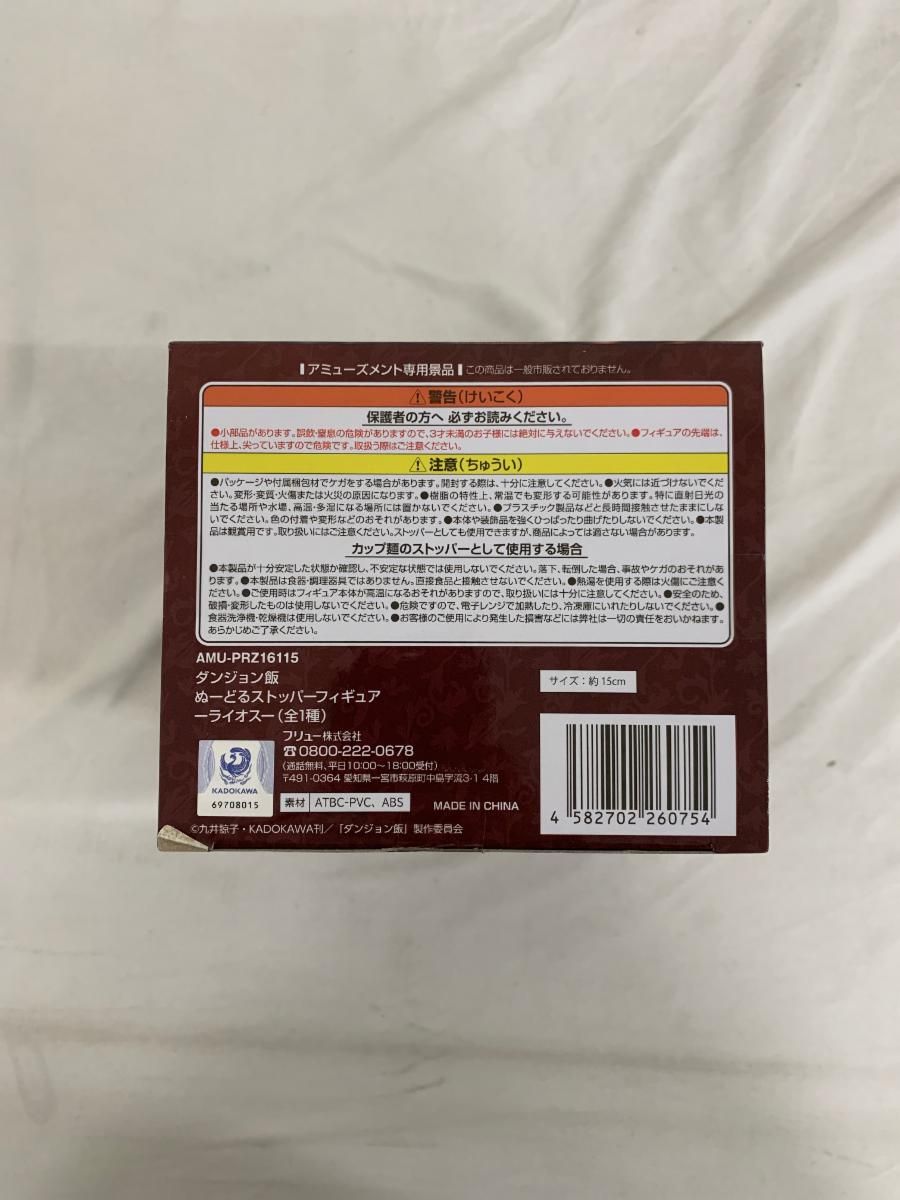 アミューズメント専用景品 この商品は一般市販されておりません。
⚠警告(けいこく)
保護者の方へ 必ずお読みください。
●小部品があります。誤飲・窒息の危険がありますので、3才未満のお子様には絶対に与えないでください。●フィギュアの先端は、
仕様上、尖っていますので危険です。取扱う際はご注意ください。
⚠注意(ちゅうい)
●パッケージや付属梱包材でケガをする場合があります。開封する際は、十分に注意してください。●火気には近づけないでく
ださい。変形・変質・火傷または火災の原因になります。●樹脂の特性上、常温でも変形する可能性があります。特に直射日光の
当たる場所や水場、高温・多湿になる場所には置かないでください。●プラスチック製品などと長時間接触させたままにしな
いでください。色の付着や変形などのおそれがあります。●本体や装飾品を強くひっぱったり曲げたりしないでください。●本製
品は観賞用です。取り扱いにはご注意ください。ストッパーとしても使用できますが、商品によっては適さない場合があります。
カップ麺のストッパーとして使用する場合
●本製品が十分安定した状態か確認し、不安定な状態では使用しないでください。落下、転倒した場合、事故やケガのおそれがあり
ます。●本製品は食器・調理器具ではありません。直接食品と接触させないでください。●熱湯を使用する際は火傷にご注意く
ださい。●ご使用時はフィギュア本体が高温になるおそれがありますので、取り扱いには十分に注意してください。●安全のため、
破損・変形したものは使用しないでください。●危険ですので、電子レンジで加熱したり、冷凍庫にいれたりしないでください。●
食器洗浄機・乾燥機は使用しないでください。●お客様のご使用により発生した損害などには弊社は一切の責任をおいかねます。
あらかじめご了承ください。
AMU-PRZ16115
ダンジョン飯
ぬーどるストッパーフィギュア
ーライオスー(全1種)
サイズ:約15cm
フリュー株式会社
☎0800-222-0678
(通話無料、平日10:00〜18:00受付)
〒491-0364 愛知県一宮市萩原町中島字流3-1 4階
KADOKAWA
69708015
素材 ATBC-PVC、ABS
MADE IN CHINA
4 582702 260754
©九井諒子・KADOKAWA刊/「ダンジョン飯」製作委員会